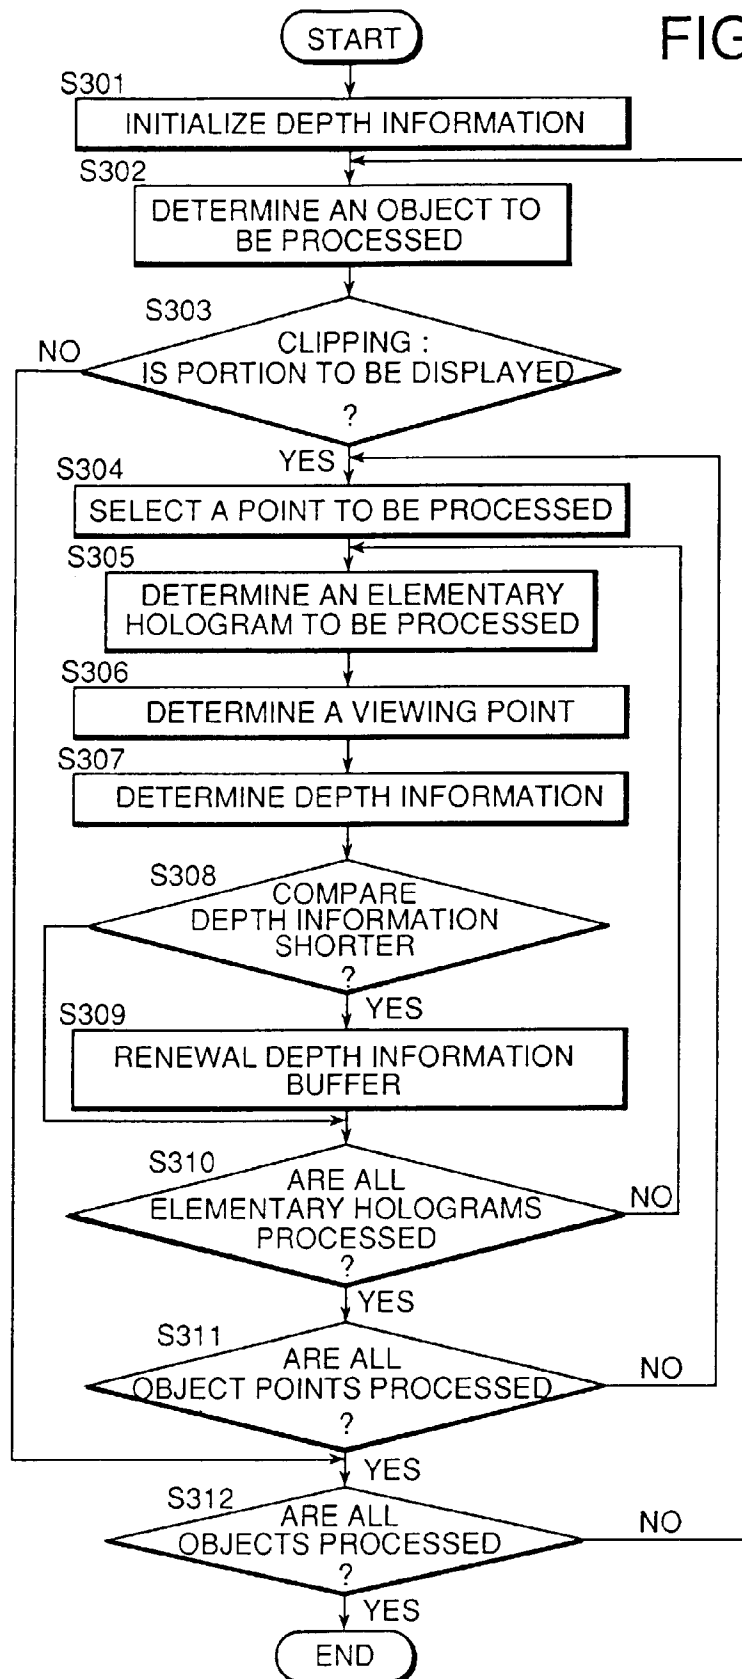 START
FIG
S301
INITIALIZE DEPTH INFORMATION
S302
DETERMINE AN OBJECT TO
BE PROCESSED
S303
NO
CLIPPING :
IS PORTION TO BE DISPLAYED
?
YES
S304
SELECT A POINT TO BE PROCESSED
S305
DETERMINE AN ELEMENTARY
HOLOGRAM TO BE PROCESSED
S306
DETERMINE A VIEWING POINT
S307
DETERMINE DEPTH INFORMATION
S308
COMPARE
DEPTH INFORMATION
SHORTER
?
YES
S309
RENEWAL DEPTH INFORMATION
BUFFER
S310
ARE ALL
ELEMENTARY HOLOGRAMS
PROCESSED
?
NO
YES
S311
ARE ALL
OBJECT POINTS PROCESSED
?
NO
YES
S312
ARE ALL
OBJECTS PROCESSED
?
NO
YES
END